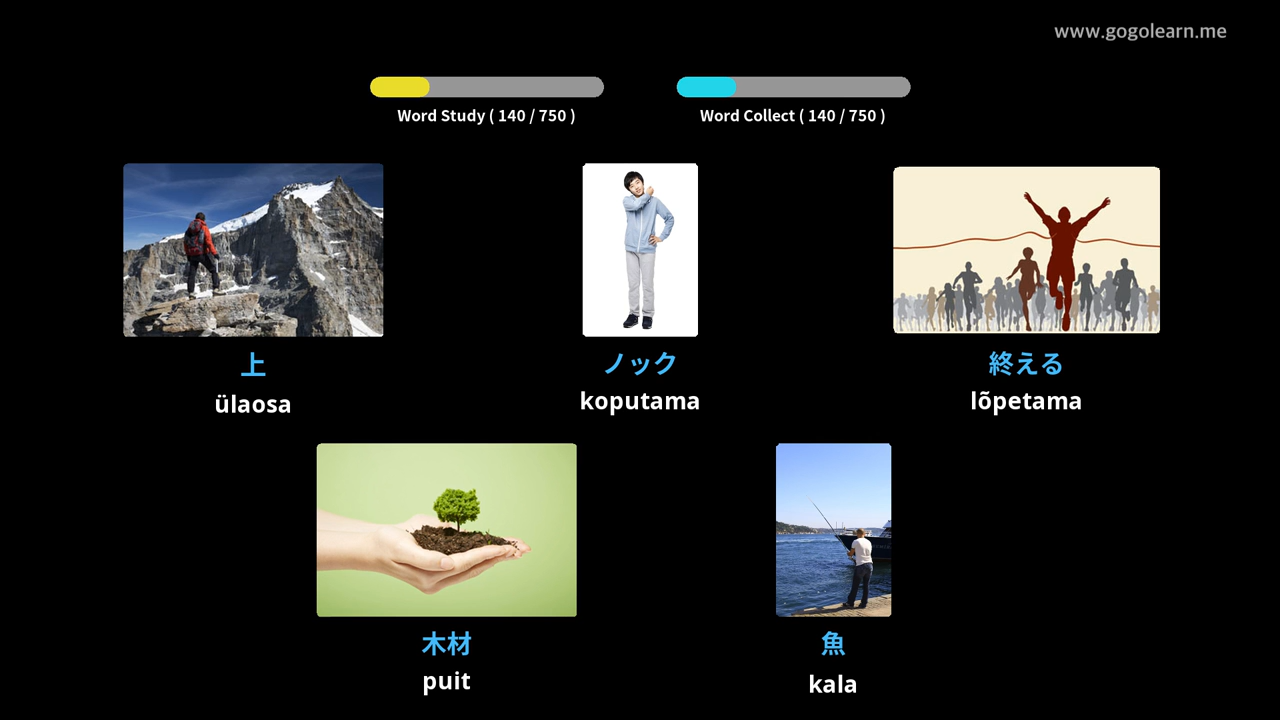 www.gogolearn.me
Word Study ( 140 / 750 )
Word Collect ( 140 / 750 )
上
ülaosa
ノック
koputama
終える
lõpetama
木材
puit
魚
kala